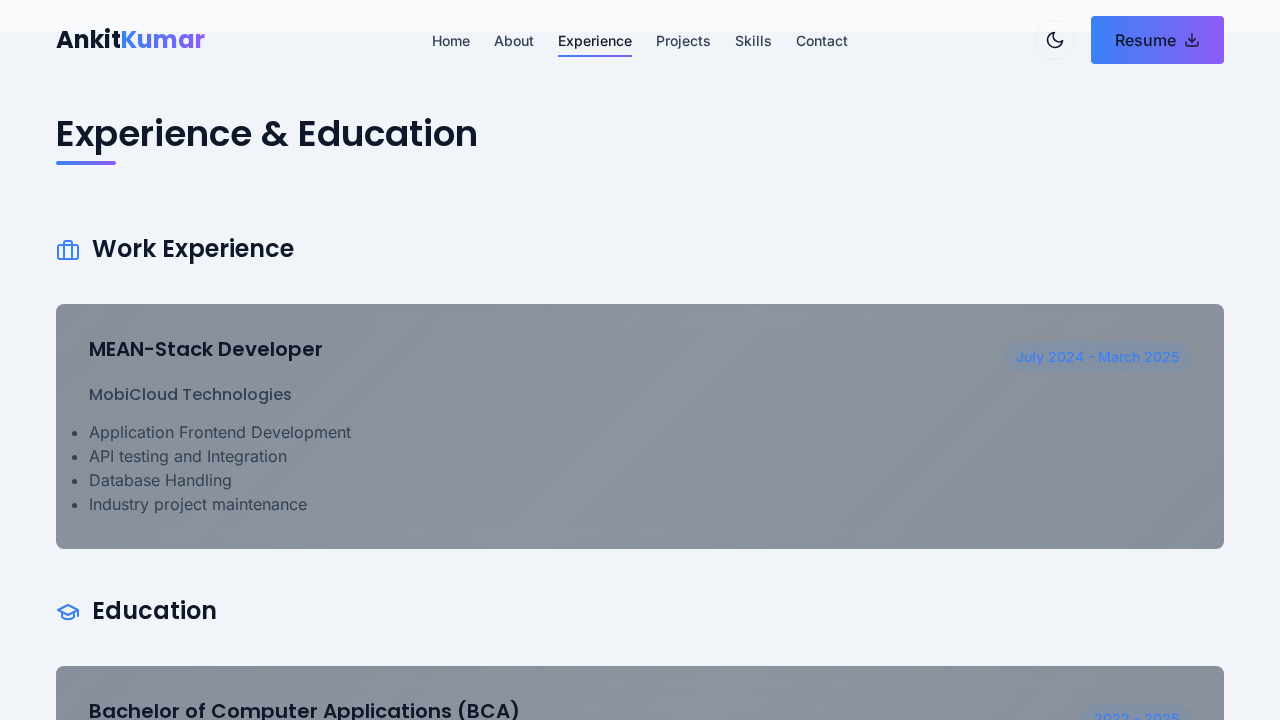 AnkitKumar
Home About Experience Projects Skills Contact
Resume
Experience & Education
Work Experience
MEAN-Stack Developer
July 2024 - March 2025
MobiCloud Technologies
Application Frontend Development
API testing and Integration
Database Handling
Industry project maintenance
Education
Bachelor of Computer Applications (BCA)
2022 - 2025